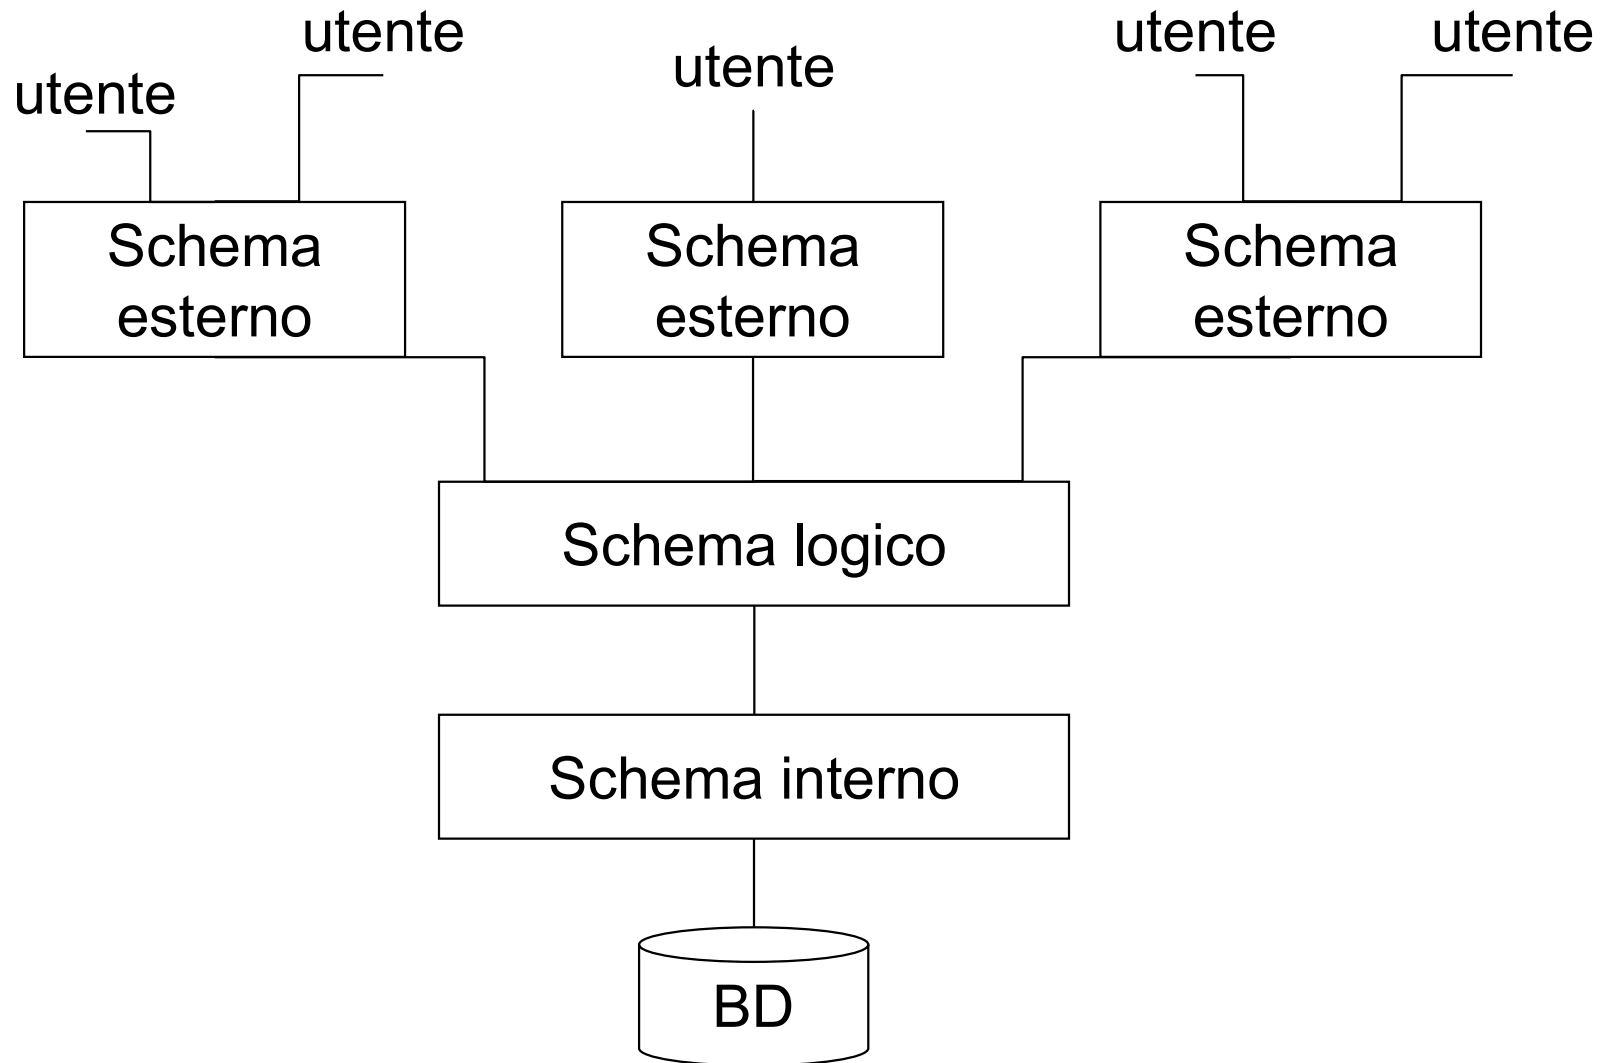 utente
utente
utente
utente
utente
Schema
esterno
Schema
esterno
Schema
esterno
Schema logico
Schema interno
BD